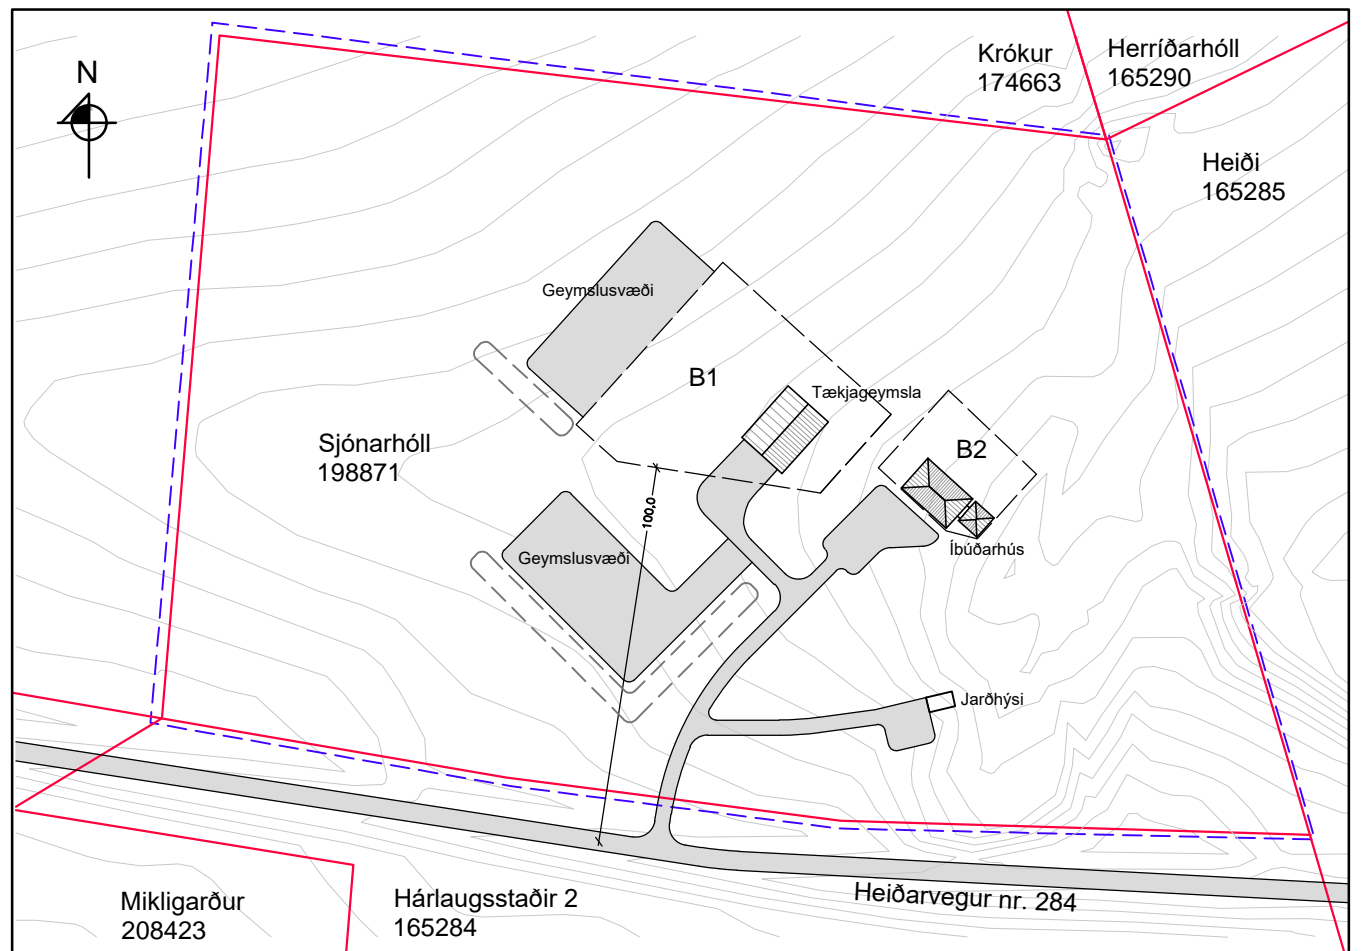 N
Krókur
174663
Herríðarhóll
165290
Heiði
165285
Geymslusvæði
B1
Tækjageymsla
B2
Sjónarhóll
198871
100,0
Geymslusvæði
Íbúðarhús
Jarðhýsi
Heiðarvegur nr. 284
Mikligarður
208423
Hárlaugsstaðir 2
165284